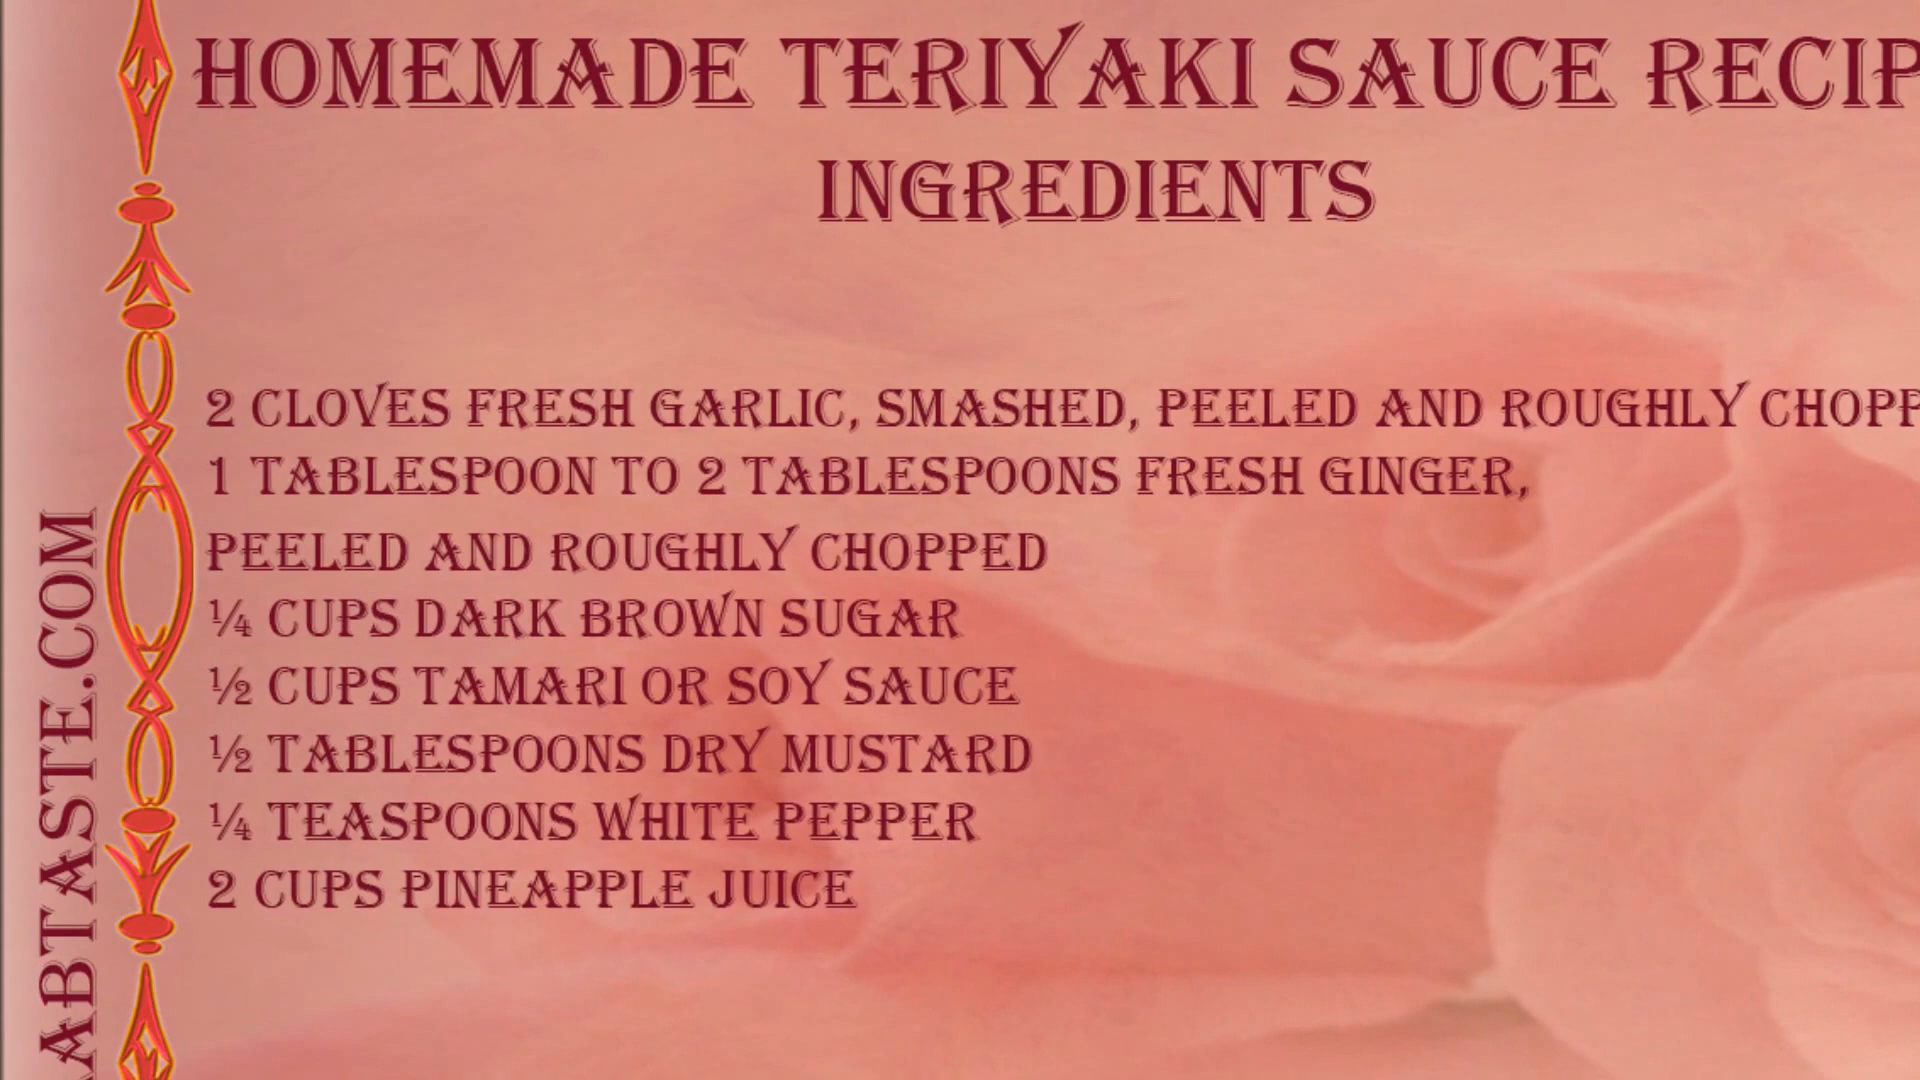 HOMEMADE TERIYAKI SAUCE RECIP
INGREDIENTS
2 CLOVES FRESH GARLIC, SMASHED, PEELED AND ROUGHLY CHOPP
1 TABLESPOON TO 2 TABLESPOONS FRESH GINGER,
PEELED AND ROUGHLY CHOPPED
¼ CUPS DARK BROWN SUGAR
½ CUPS TAMARI OR SOY SAUCE
½ TABLESPOONS DRY MUSTARD
¼ TEASPOONS WHITE PEPPER
2 CUPS PINEAPPLE JUICE
ABTASTE.COM